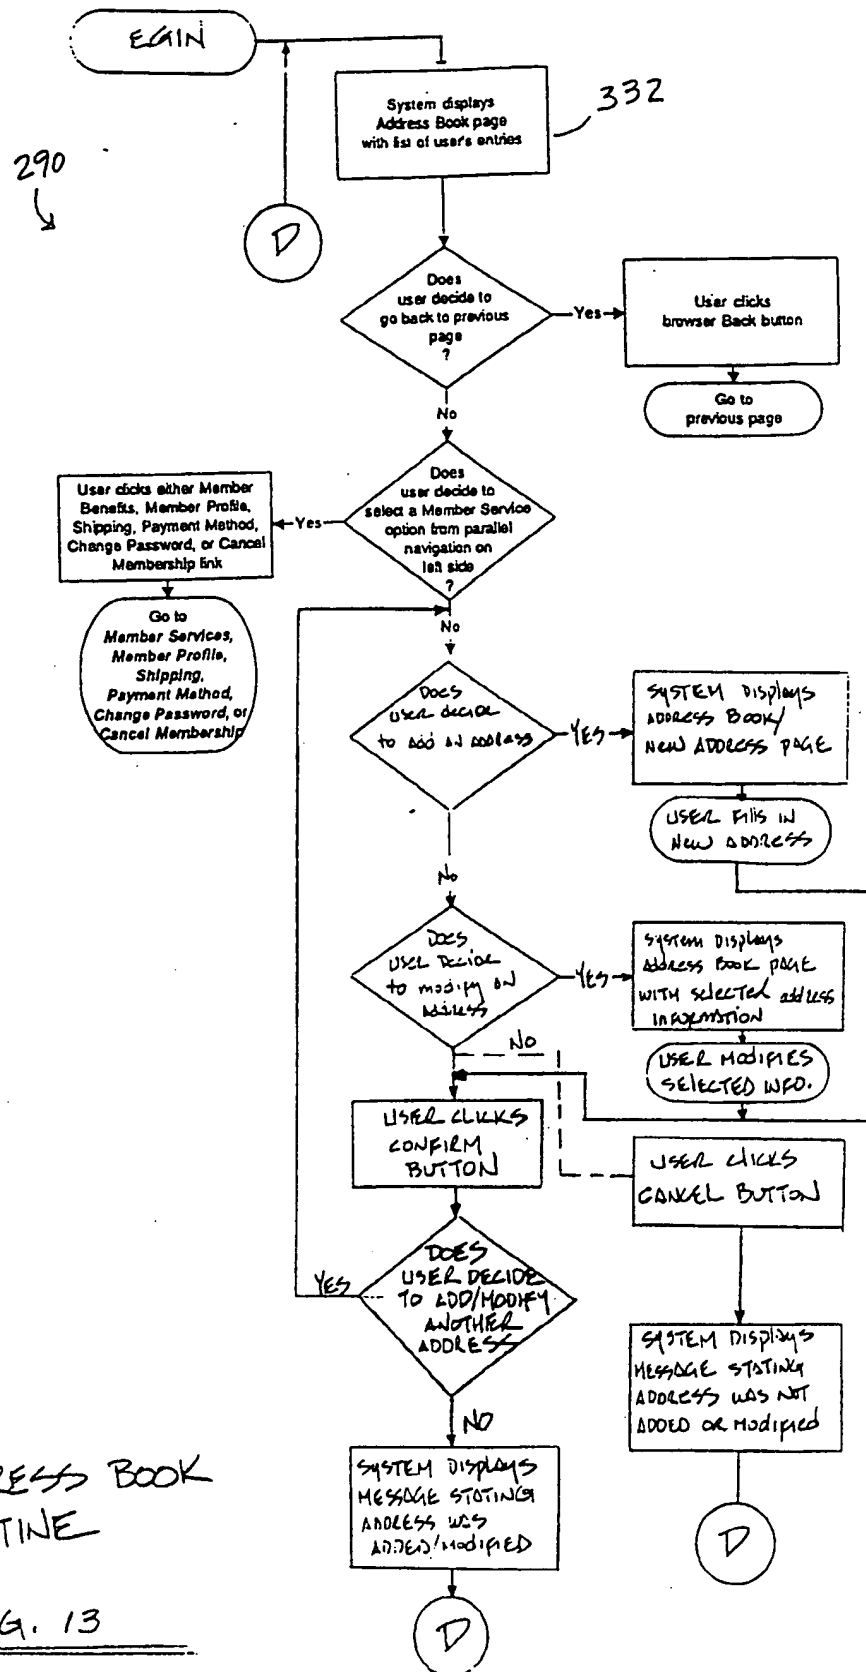 EGIN
System displays
Address Book page
with list of user's entries
332
290
D
Does
user decide to
go back to previous
page
?
Yes
User clicks
browser Back button
Go to
previous page
No
Does
user decide to
select a Member Service
option from parallel
navigation on
left side
?
Yes
User clicks either Member
Benefits, Member Profile,
Shipping, Payment Method,
Change Password, or Cancel
Membership link
Go to
Member Services,
Member Profile,
Shipping,
Payment Method,
Change Password, or
Cancel Membership
No
DOES
USER DECIDE
to ADD AN ADDRESS
YES
SYSTEM DISplays
ADDRESS BOOK/
NEW ADDRESS PAGE
USER FIlls IN
NEW ADDRESS
No
DOES
USER DECIDE
to modify AN
Address
YES
System Displays
ADDRESS BOOK PAGE
WITH selected address
INFORMATION
USER MODIFIES
SELECTED INFO.
NO
USER CLICKS
CONFIRM
BUTTON
USER CLICKS
CANCEL BUTTON
DOES
USER DECIDE
TO ADD/MODIFY
ANOTHER
ADDRESS
YES
NO
SYSTEM DISplays
MESSAGE STATING
ADDRESS WAS NOT
ADDED OR Modified
SYSTEM DISplays
MESSAGE STATING
ADDRESS WAS
ADDED/Modified
D
D
RESS BOOK
TINE
G. 13